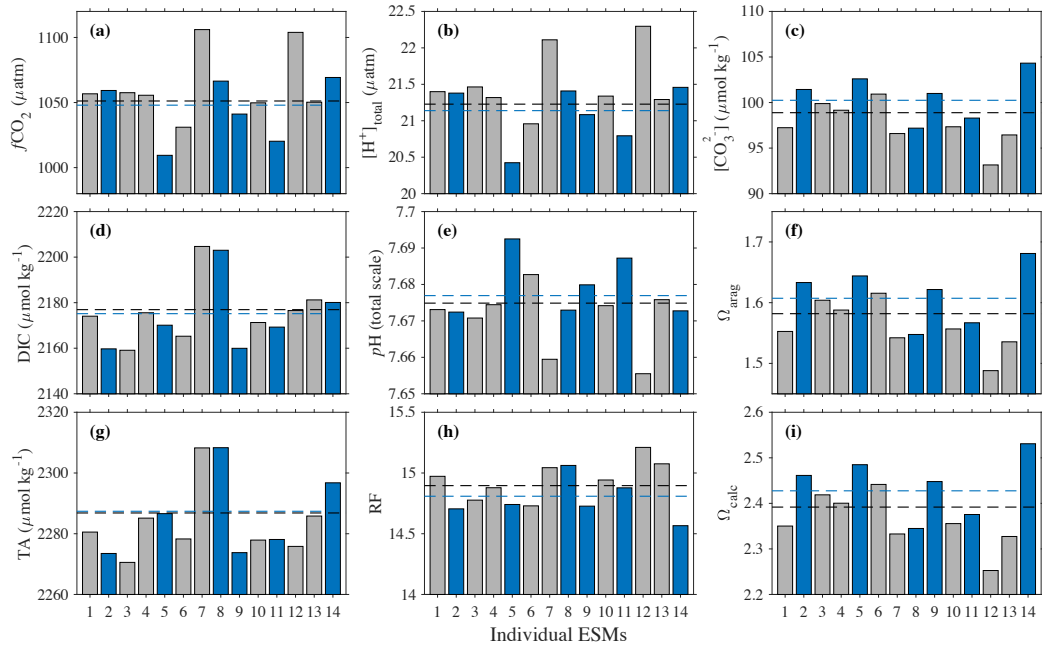 (a)
(b)
(c)
1100
1050
1000
fCO₂ (μatm)
22.5
22
21.5
21
20.5
20
[H⁺]total (μatm)
105
100
95
90
[CO₃²⁻] (μmol kg⁻¹)
(d)
(e)
(f)
2220
2200
2180
2160
2140
DIC (μmol kg⁻¹)
7.7
7.69
7.68
7.67
7.66
7.65
pH (total scale)
1.7
1.6
1.5
Ωarag
(g)
(h)
(i)
2320
2300
2280
2260
TA (μmol kg⁻¹)
15.5
15
14.5
14
RF
2.6
2.5
2.4
2.3
2.2
Ωcalc
1 2 3 4 5 6 7 8 9 10 11 12 13 14
1 2 3 4 5 6 7 8 9 10 11 12 13 14
1 2 3 4 5 6 7 8 9 10 11 12 13 14
Individual ESMs